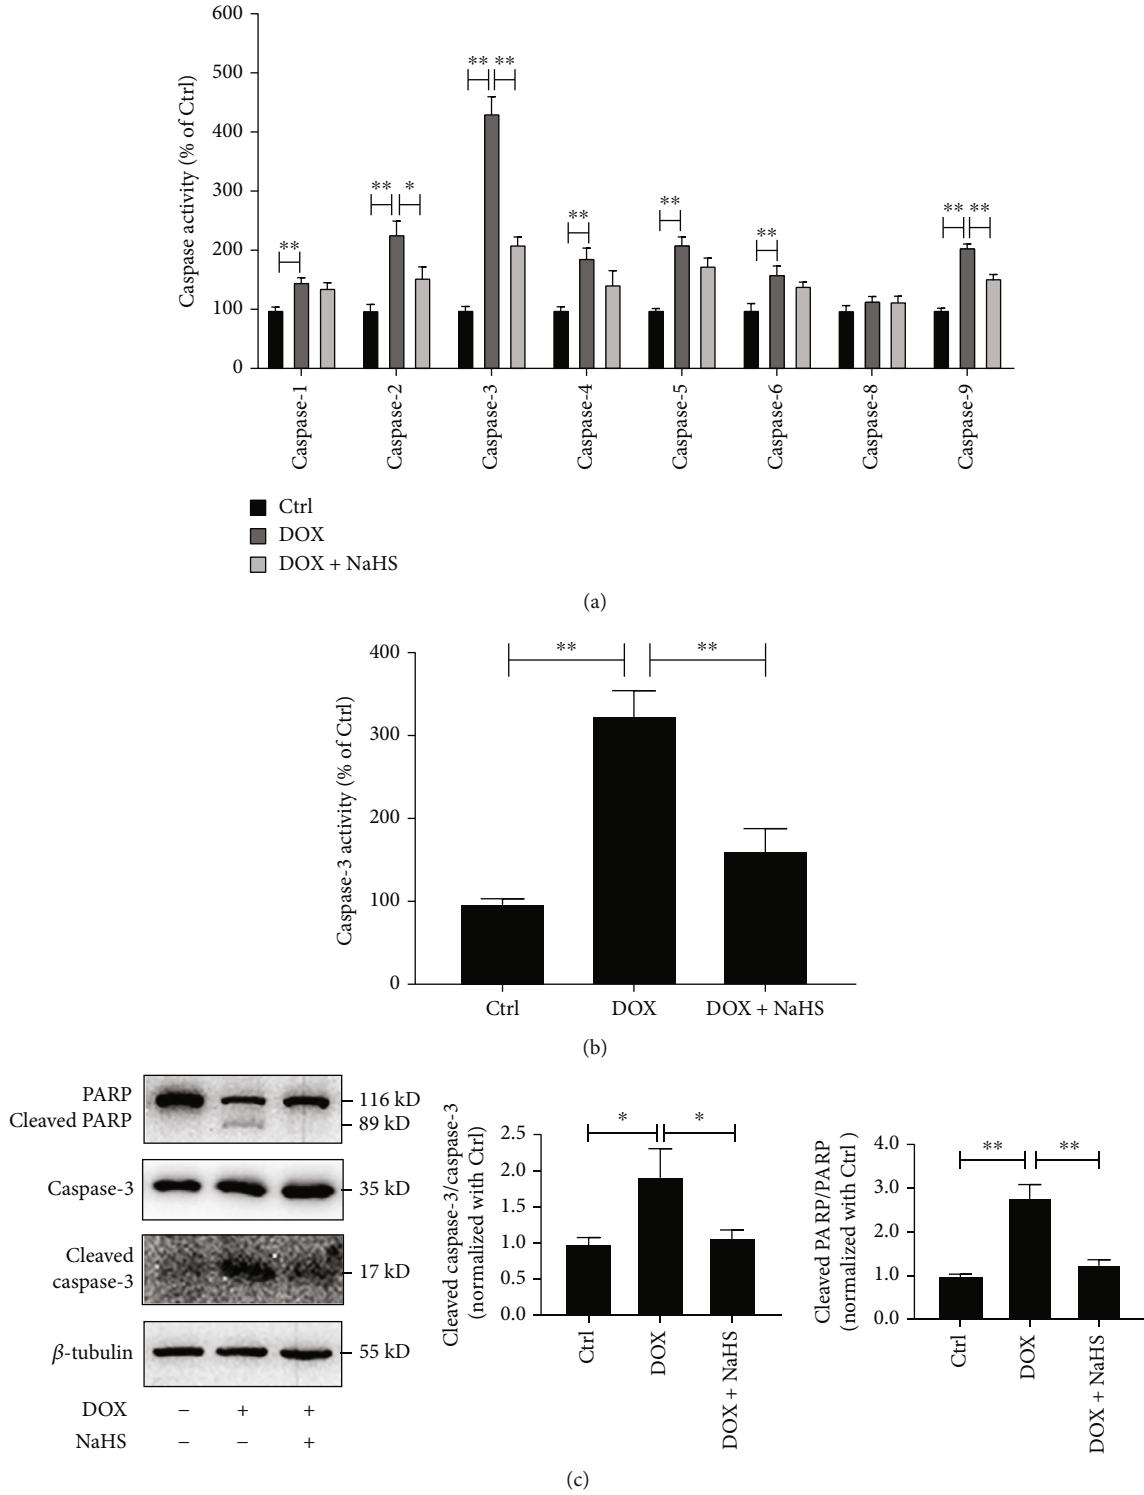 600
500
400
300
200
100
0
Caspase activity (% of Ctrl)
** ** * ** ** ** ** ** ** **
Caspase-1 Caspase-2 Caspase-3 Caspase-4 Caspase-5 Caspase-6 Caspase-8 Caspase-9
Ctrl
DOX
DOX + NaHS
(a)
400
300
200
100
0
Caspase-3 activity (% of Ctrl)
** **
Ctrl DOX DOX + NaHS
(b)
PARP 116 kD
Cleaved PARP 89 kD
Caspase-3 35 kD
Cleaved
caspase-3 17 kD
β-tubulin 55 kD
DOX − + +
NaHS − − +
Cleaved caspase-3/caspase-3
(normalized with Ctrl)
2.5
2.0
1.5
1.0
0.5
0.0
* *
Ctrl DOX DOX + NaHS
Cleaved PARP/PARP
(normalized with Ctrl )
4.0
3.0
2.0
1.0
0.0
** **
Ctrl DOX DOX + NaHS
(c)